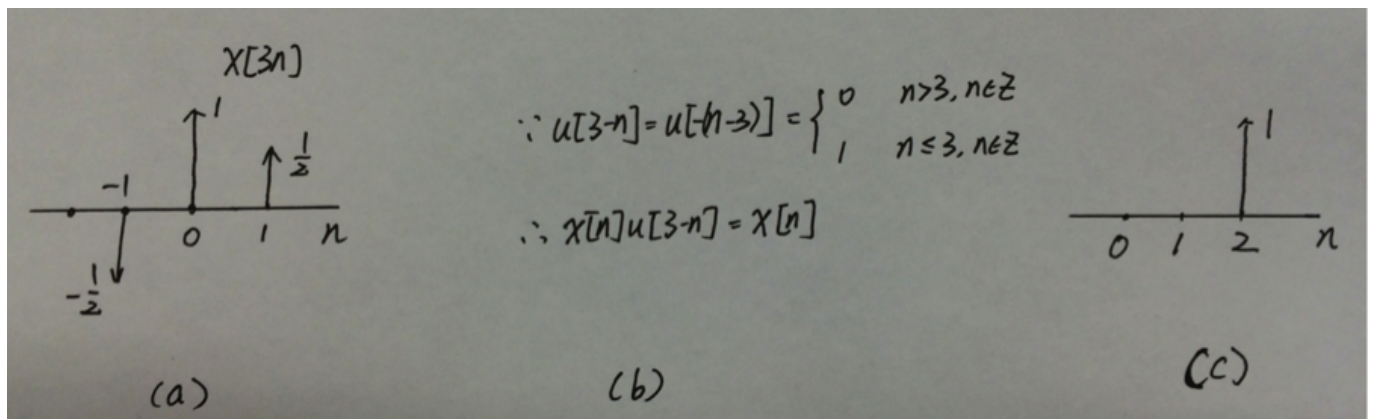 X[3n]
1
1/2
-1
0 1 n
-1/2
(a)
∵ u[3-n]=u[-(n-3)]= { 0 n>3, n∈Z
1 n≤3, n∈Z
∴ x[n]u[3-n]=x[n]
(b)
1
0 1 2 n
(c)